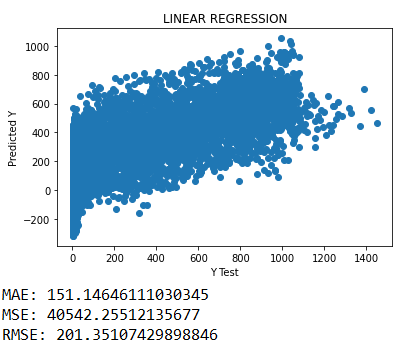 LINEAR REGRESSION
1000
800
600
400
200
0
−200
Predicted Y
0 200 400 600 800 1000 1200 1400
Y Test
MAE: 151.14646111030345
MSE: 40542.25512135677
RMSE: 201.35107429898846